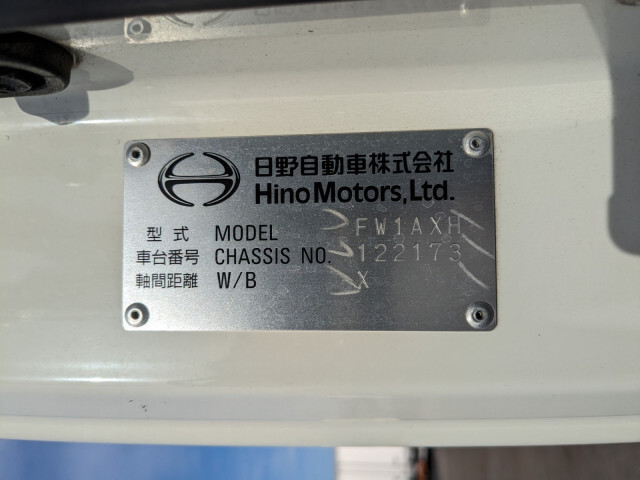 日野自動車株式会社
Hino Motors, Ltd.
型式 MODEL FW1AXH
車台番号 CHASSIS NO. 122173
軸間距離 W/B X